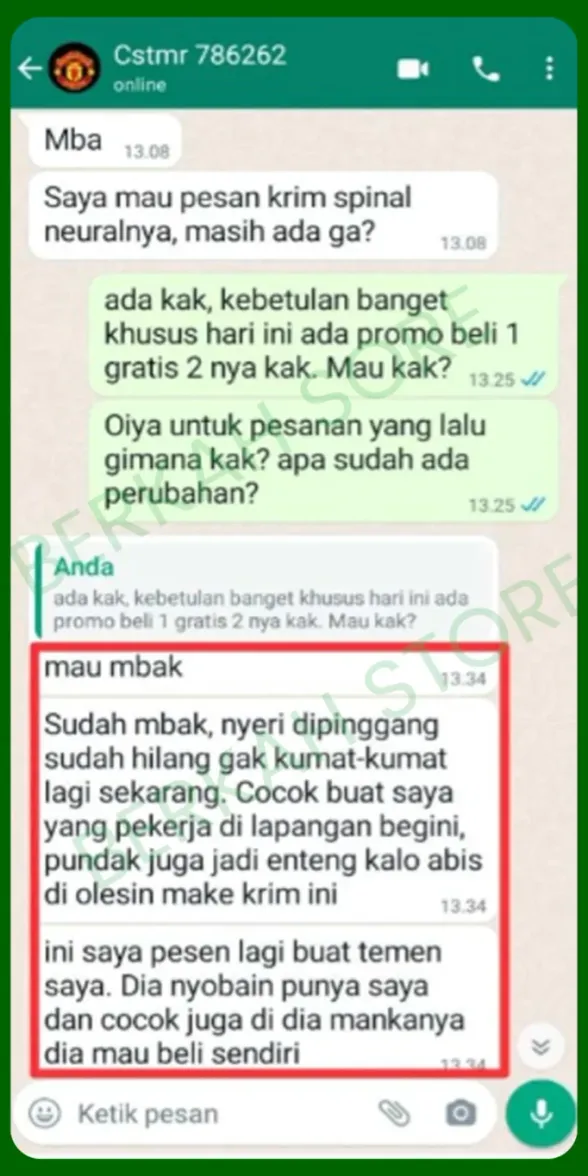 Cstmr 786262
online
Mba 13.08
Saya mau pesan krim spinal
neuralnya, masih ada ga? 13.08
ada kak, kebetulan banget
khusus hari ini ada promo beli 1
gratis 2 nya kak. Mau kak? 13.25
Oiya untuk pesanan yang lalu
gimana kak? apa sudah ada
perubahan? 13.25
Anda
ada kak, kebetulan banget khusus hari ini ada
promo beli 1 gratis 2 nya kak. Mau kak?
mau mbak 13.34
Sudah mbak, nyeri dipinggang
sudah hilang gak kumat-kumat
lagi sekarang. Cocok buat saya
yang pekerja di lapangan begini,
pundak juga jadi enteng kalo abis
di olesin make krim ini 13.34
ini saya pesen lagi buat temen
saya. Dia nyobain punya saya
dan cocok juga di dia mankanya
dia mau beli sendiri 13.34
Ketik pesan
BERKAH SORE
BERKAH STORE